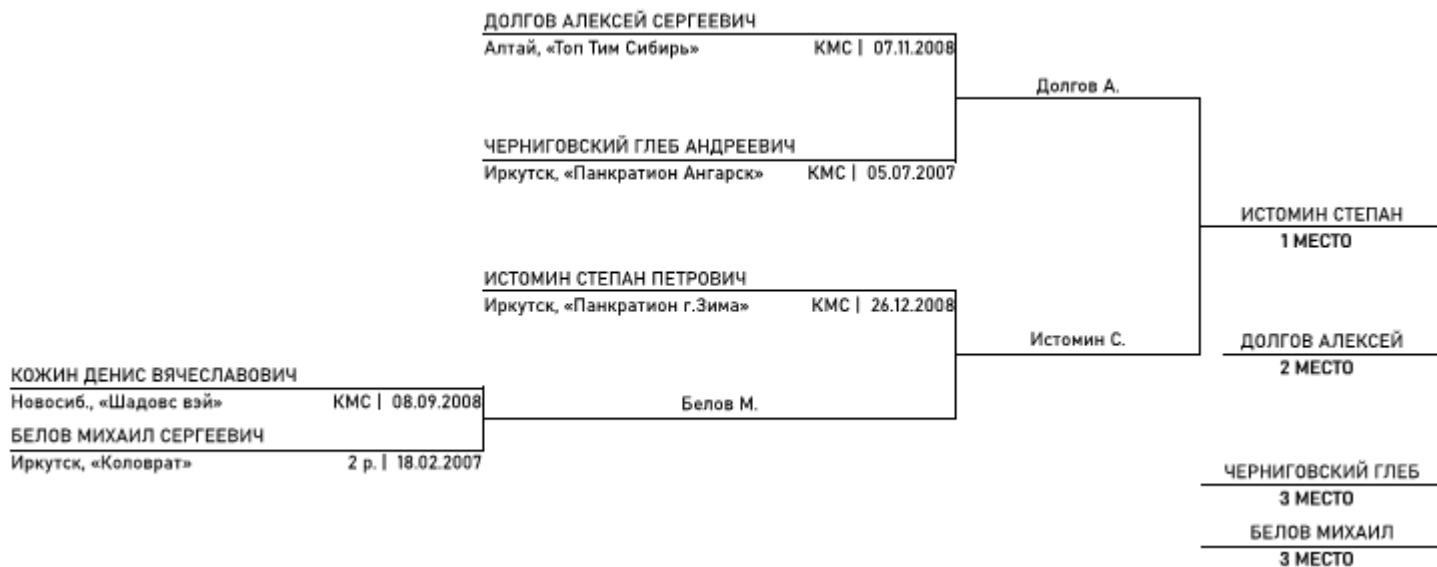 ДОЛГОВ АЛЕКСЕЙ СЕРГЕЕВИЧ
Алтай, «Топ Тим Сибирь» КМС | 07.11.2008
Долгов А.
ЧЕРНИГОВСКИЙ ГЛЕБ АНДРЕЕВИЧ
Иркутск, «Панкратион Ангарск» КМС | 05.07.2007
ИСТОМИН СТЕПАН
1 МЕСТО
ИСТОМИН СТЕПАН ПЕТРОВИЧ
Иркутск, «Панкратион г.Зима» КМС | 26.12.2008
Истомин С.
ДОЛГОВ АЛЕКСЕЙ
2 МЕСТО
КОЖИН ДЕНИС ВЯЧЕСЛАВОВИЧ
Новосиб., «Шадовс вэй» КМС | 08.09.2008
Белов М.
БЕЛОВ МИХАИЛ СЕРГЕЕВИЧ
Иркутск, «Коловрат» 2 р. | 18.02.2007
ЧЕРНИГОВСКИЙ ГЛЕБ
3 МЕСТО
БЕЛОВ МИХАИЛ
3 МЕСТО